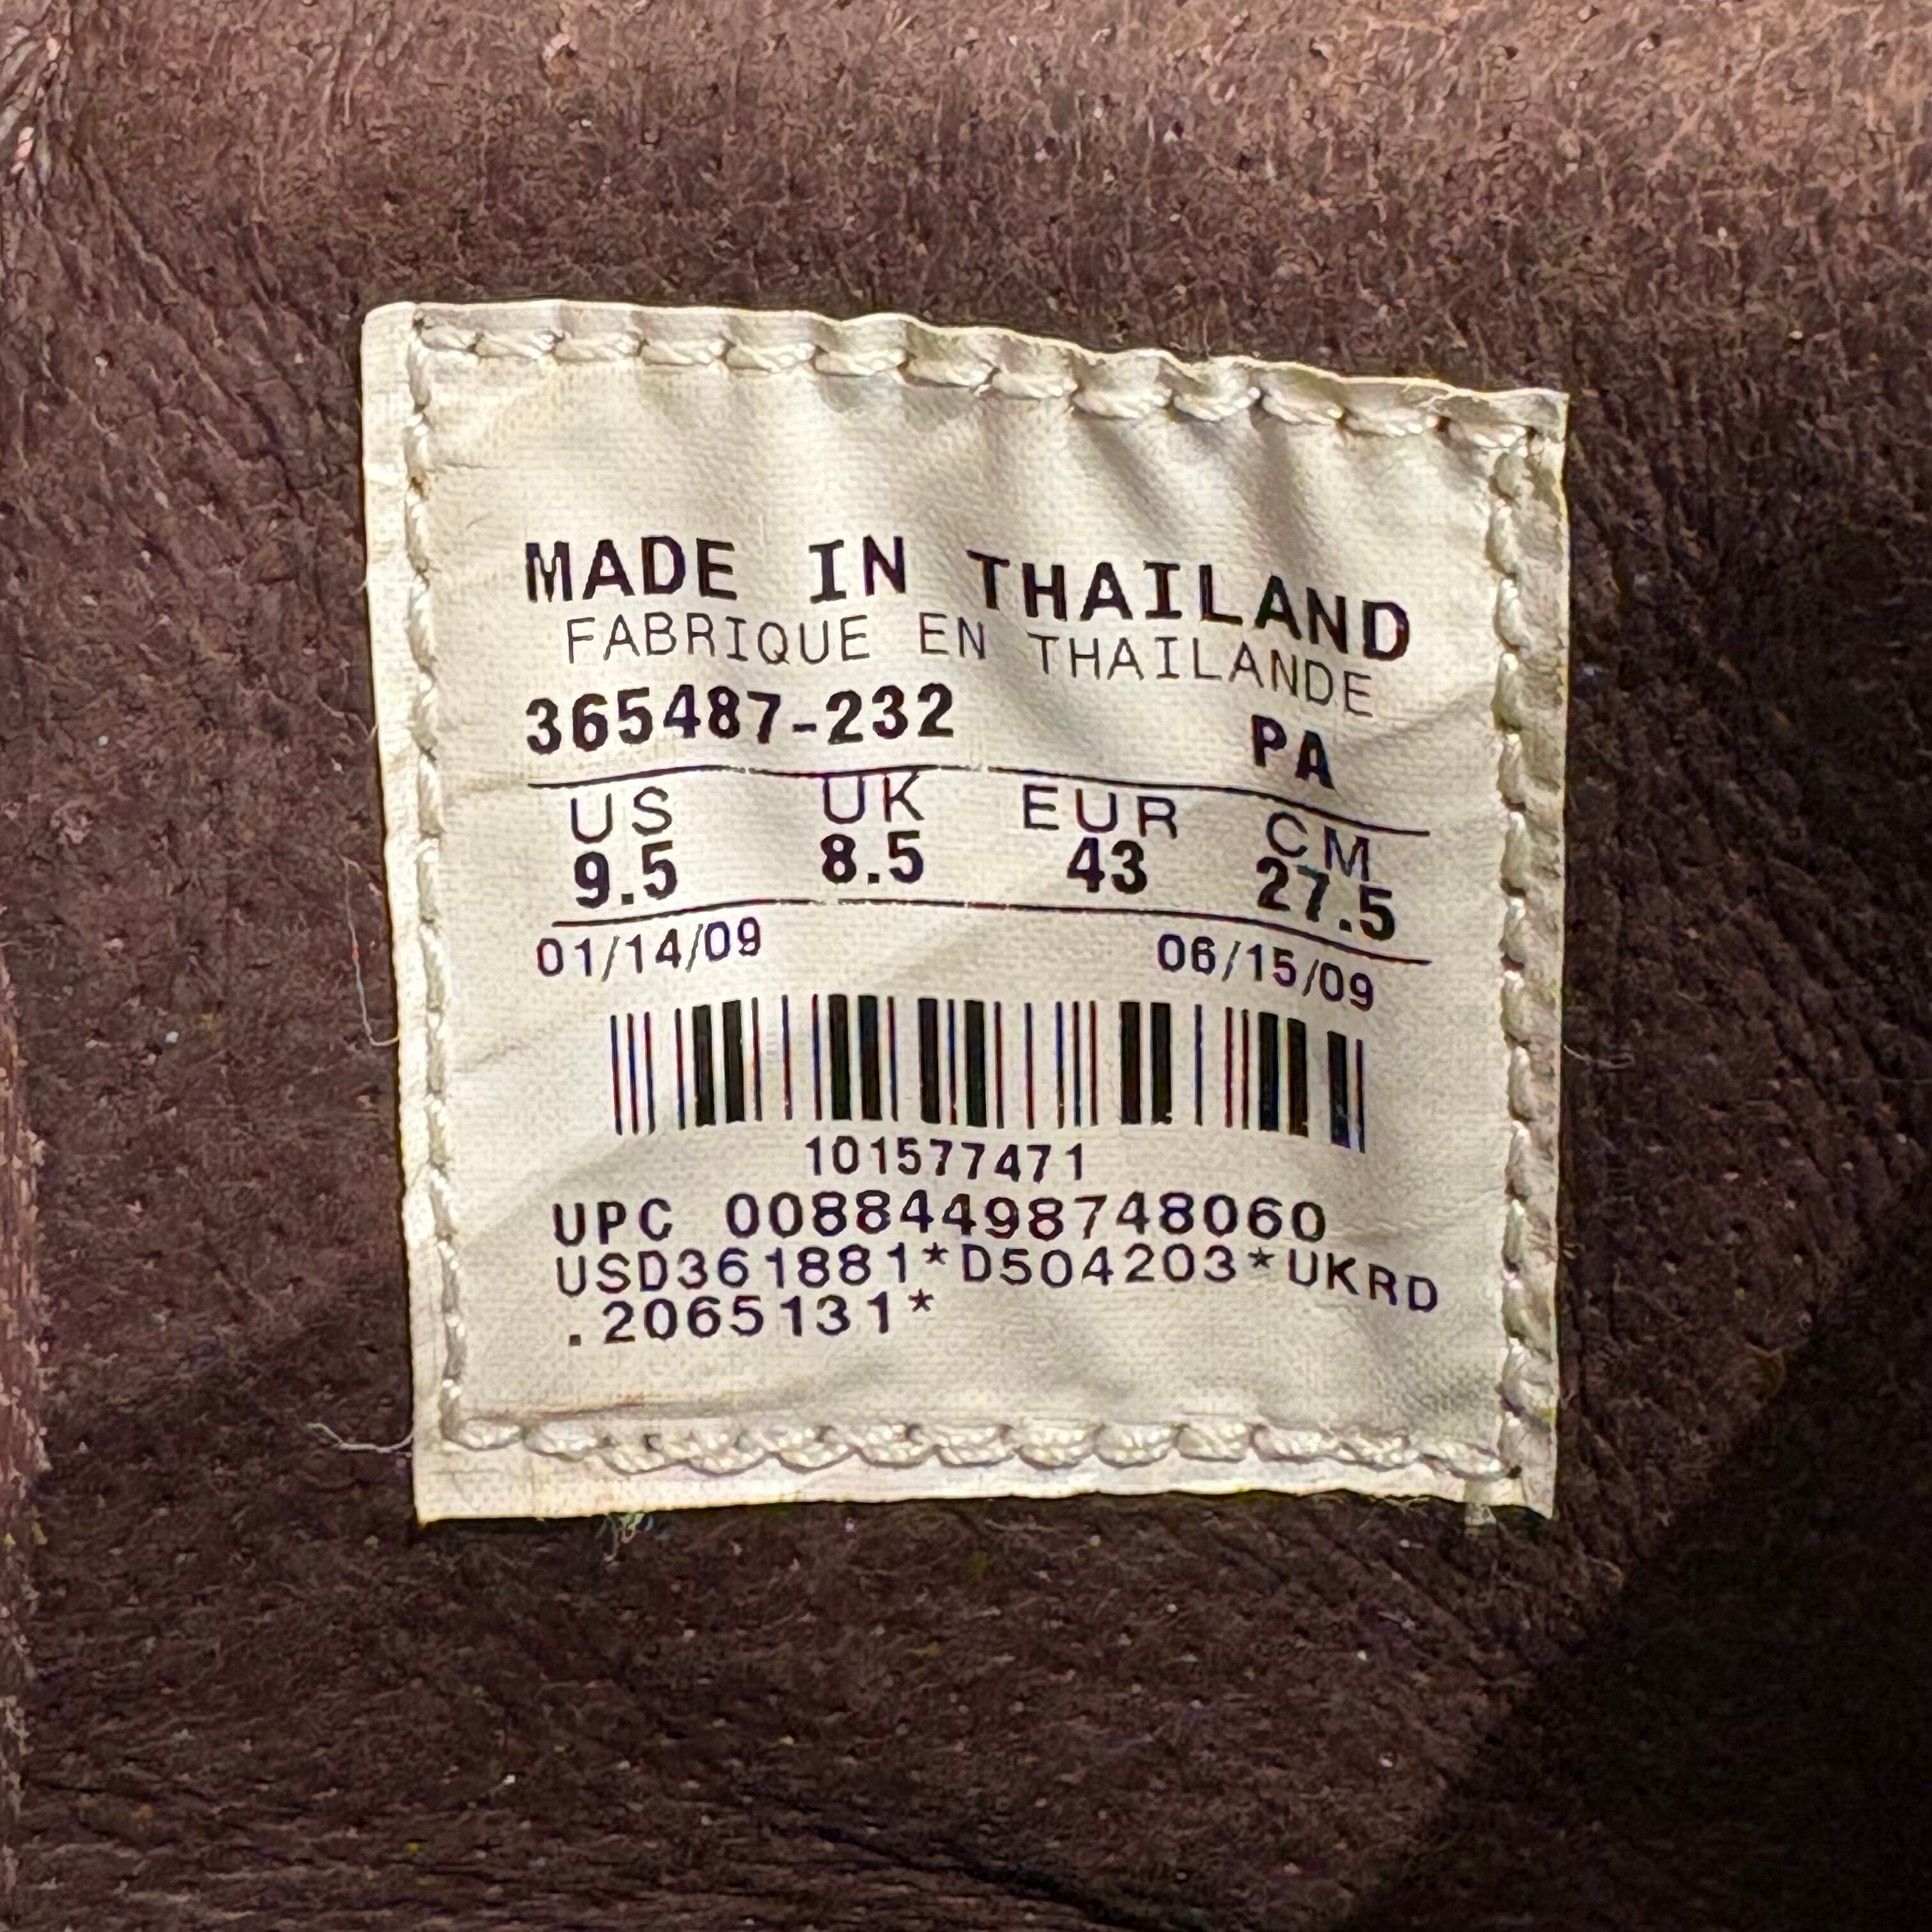 MADE IN THAILAND
FABRIQUE EN THAILANDE
365487-232 PA
US UK EUR CM
9.5 8.5 43 27.5
01/14/09 06/15/09
101577471
UPC 00884498748060
USD361881*D504203*UKRD
.2065131*